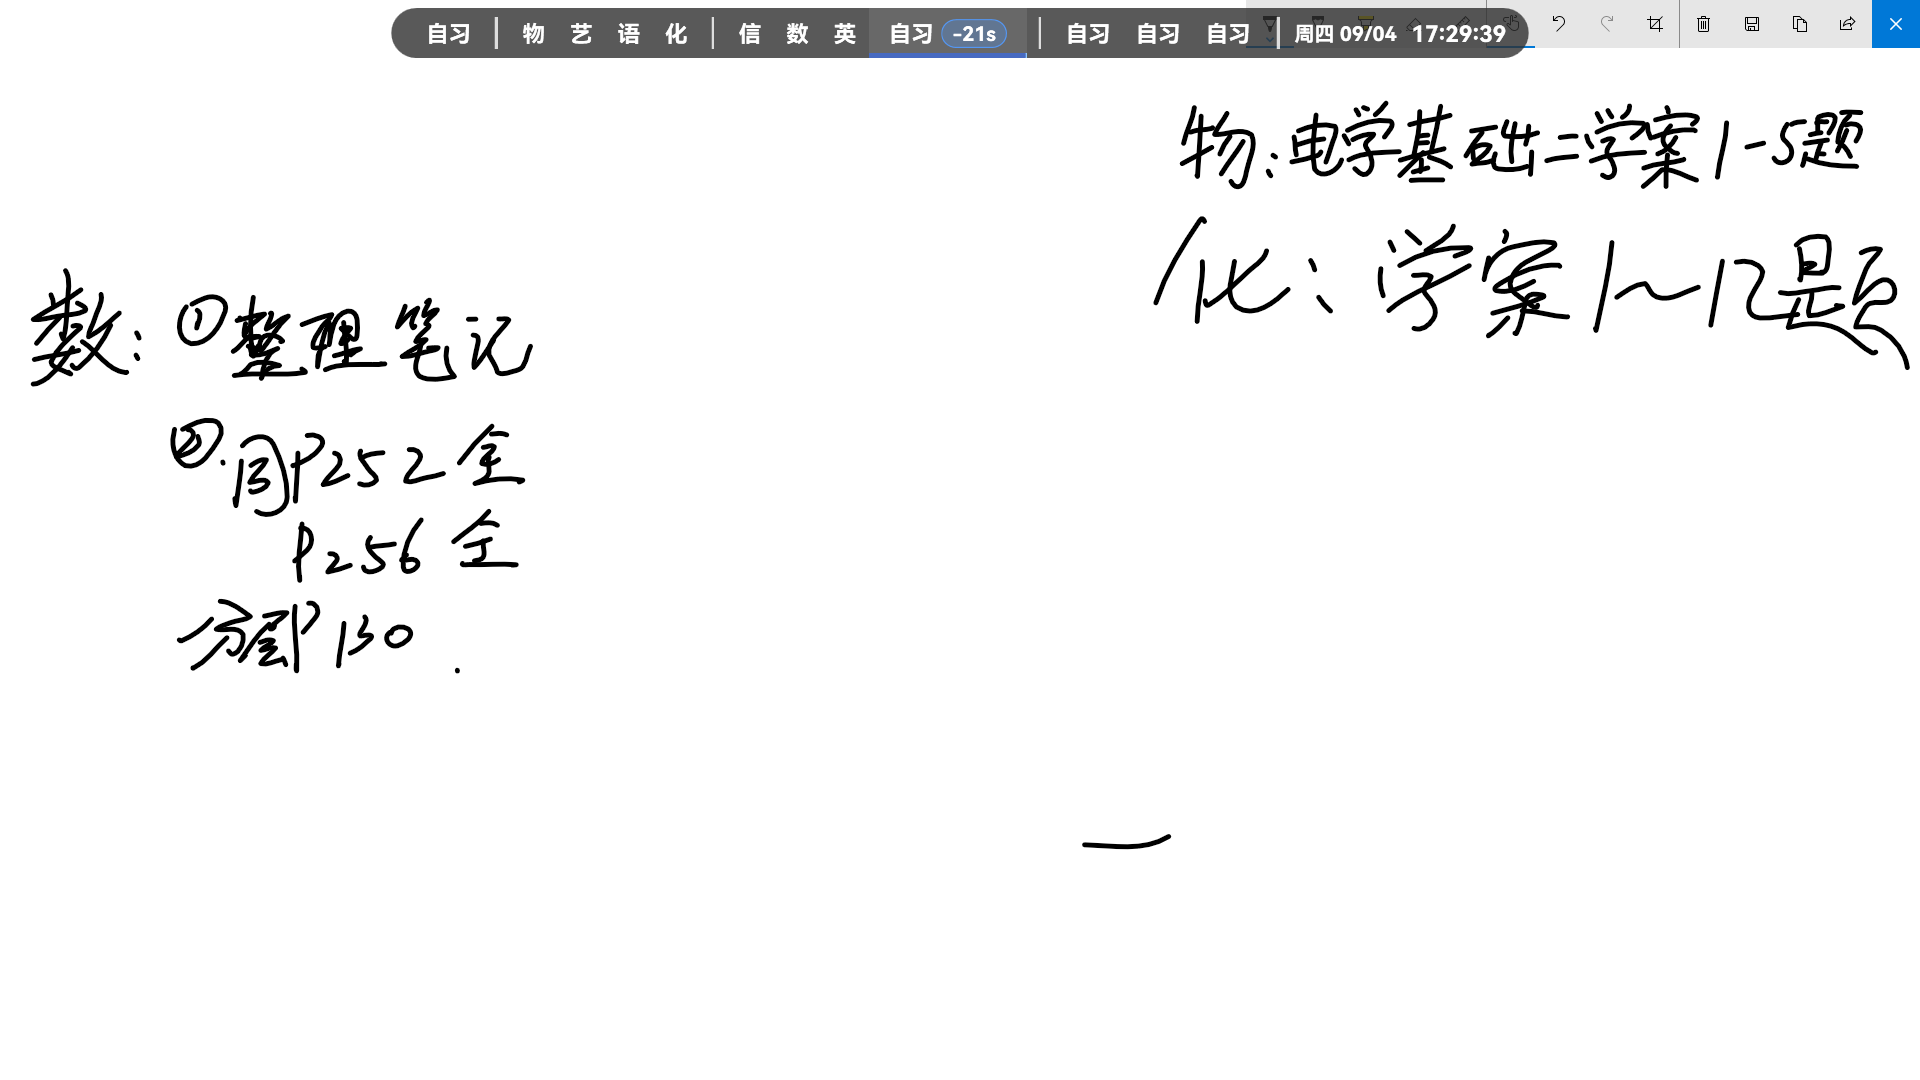 自习 | 物 艺 语 化 | 信 数 英 自习 -21s | 自习 自习 自习 | 周四 09/04 17:29:39
物:电学基础二学案1-5题
化:学案1~12题
数:①整理笔记
②.同P252全
P256全
分层P130